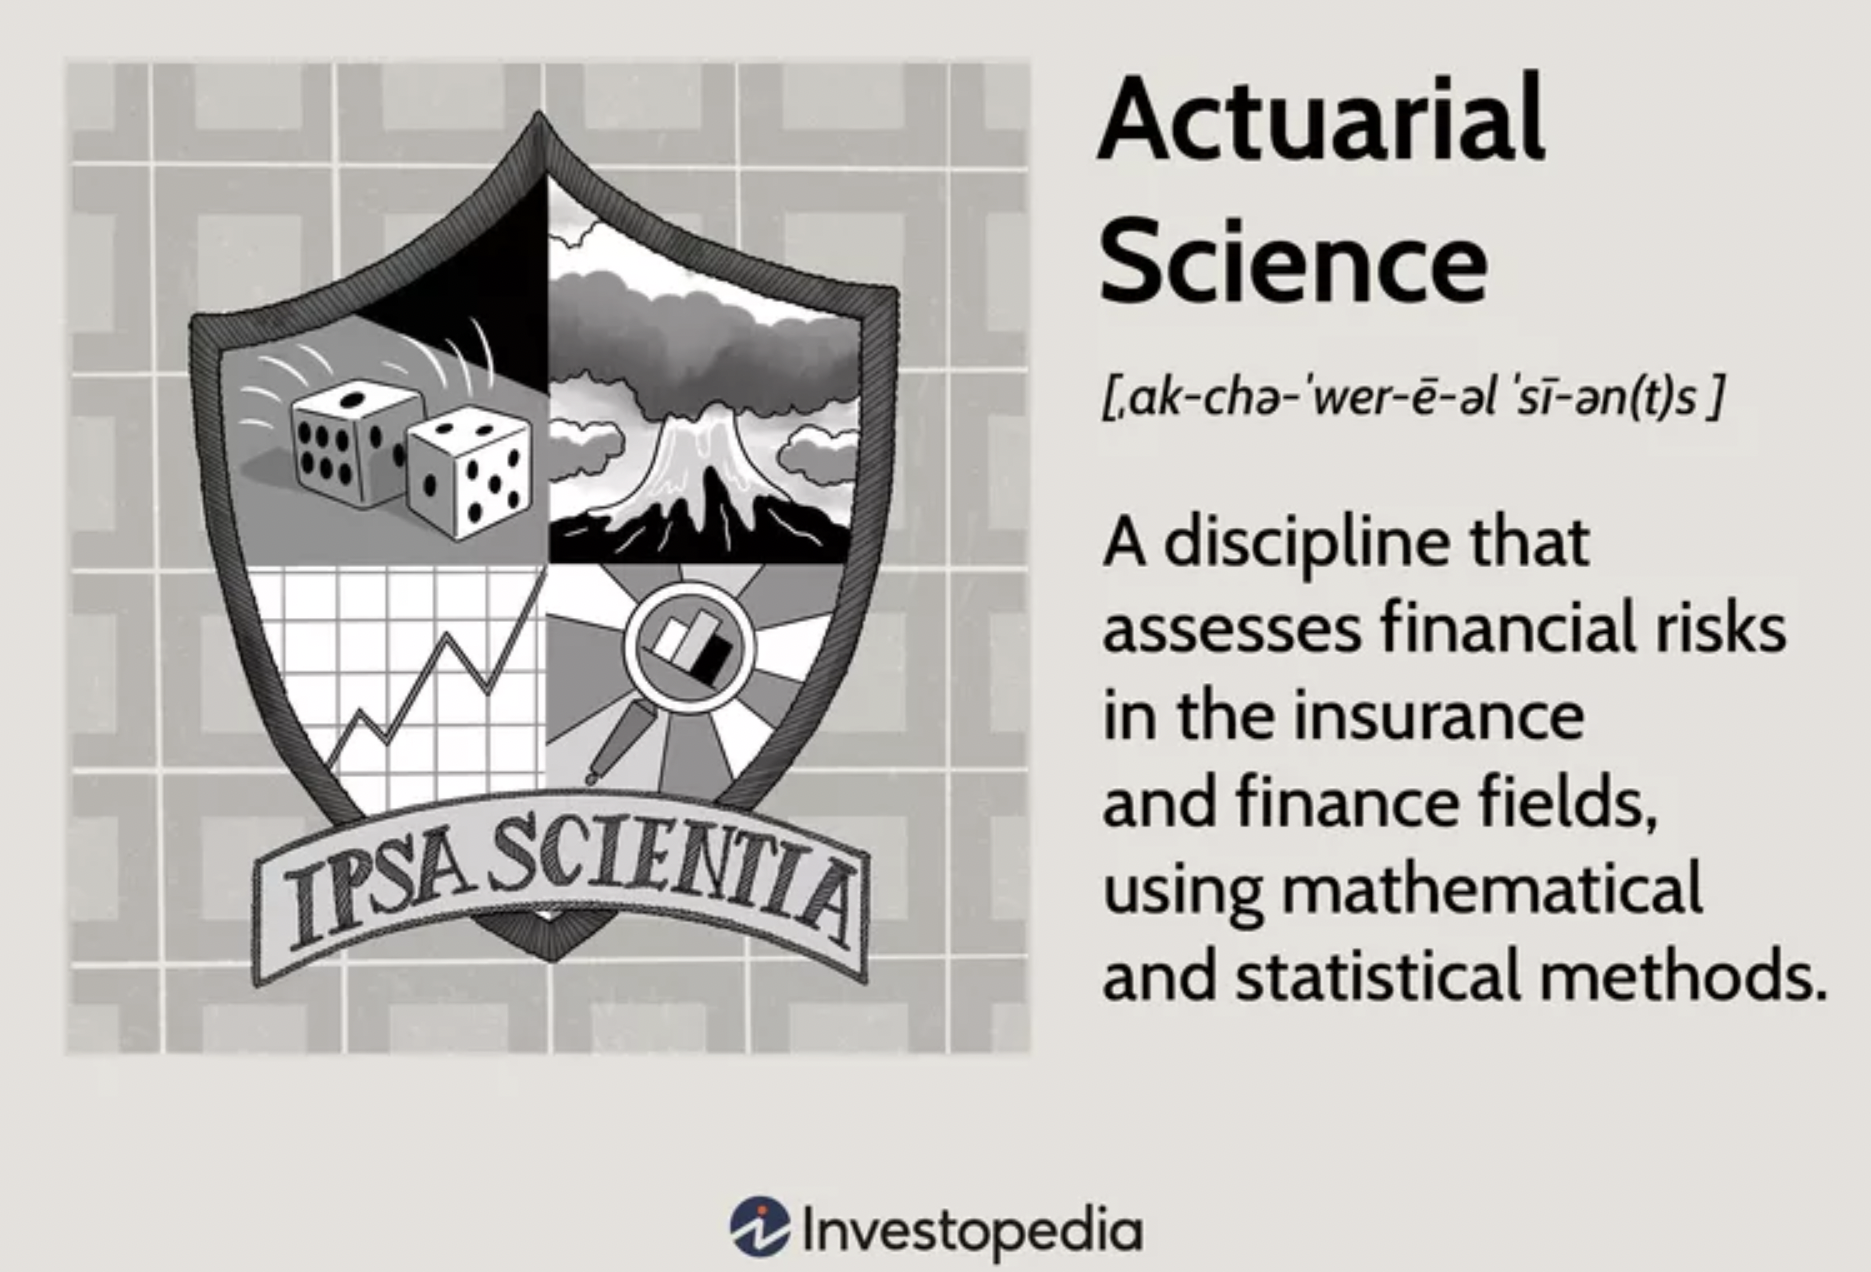 Actuarial
Science
[ˌak-chə-ˈwer-ē-əl ˈsī-ən(t)s ]
A discipline that
assesses financial risks
in the insurance
and finance fields,
using mathematical
and statistical methods.
IPSA SCIENTIA
Investopedia